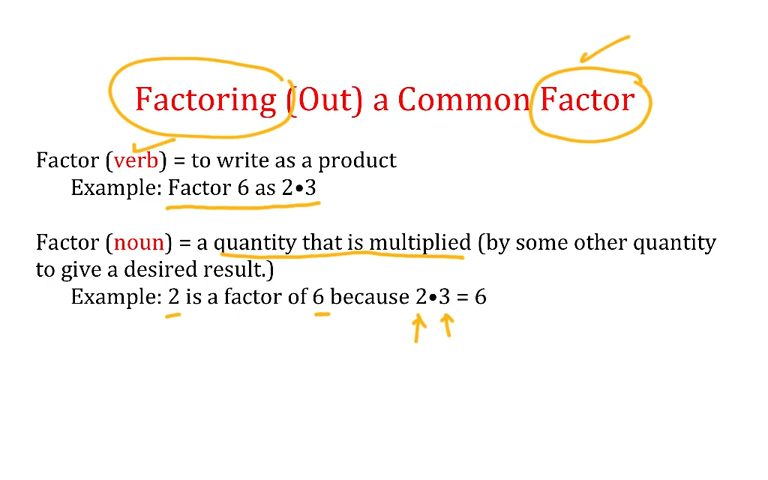 Factoring (Out) a Common Factor
Factor (verb) = to write as a product
Example: Factor 6 as 2•3
Factor (noun) = a quantity that is multiplied (by some other quantity
to give a desired result.)
Example: 2 is a factor of 6 because 2•3 = 6